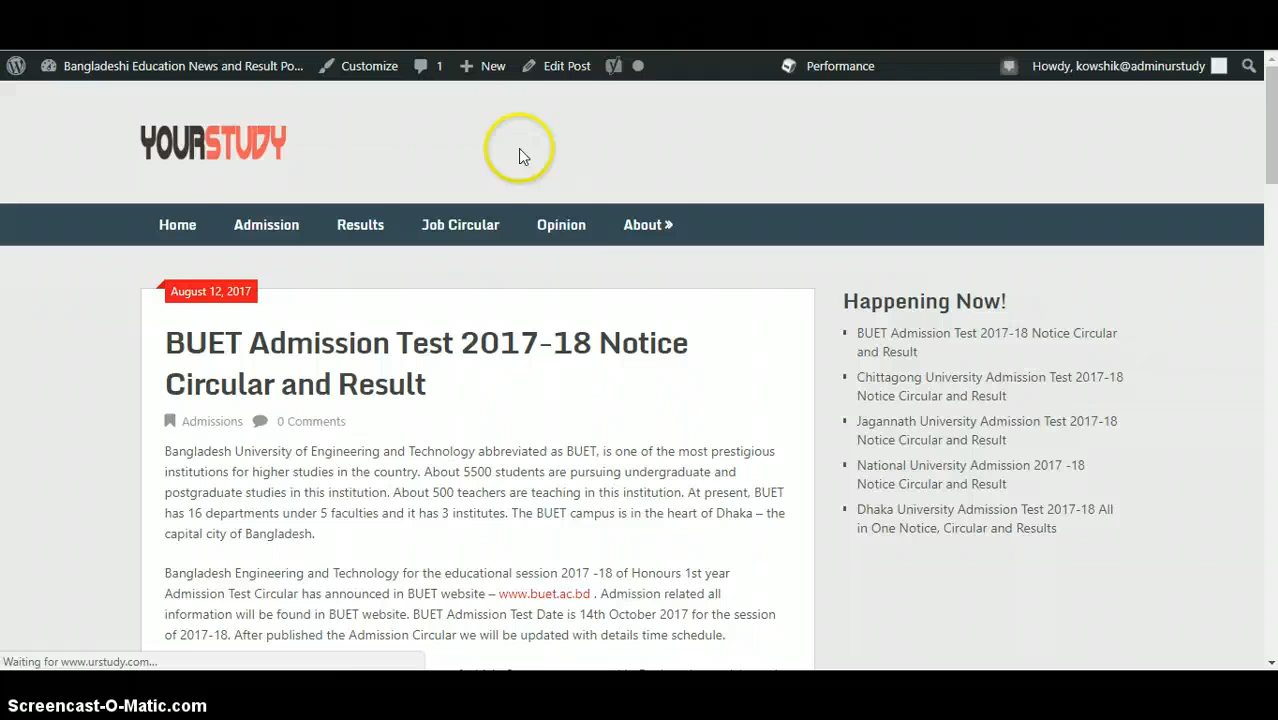 Bangladeshi Education News and Result Po... Customize 1 New Edit Post Performance Howdy, kowshik@adminurstudy
YOURSTUDY
Home Admission Results Job Circular Opinion About »
August 12, 2017
BUET Admission Test 2017-18 Notice
Circular and Result
Admissions 0 Comments
Bangladesh University of Engineering and Technology abbreviated as BUET, is one of the most prestigious
institutions for higher studies in the country. About 5500 students are pursuing undergraduate and
postgraduate studies in this institution. About 500 teachers are teaching in this institution. At present, BUET
has 16 departments under 5 faculties and it has 3 institutes. The BUET campus is in the heart of Dhaka – the
capital city of Bangladesh.
Bangladesh Engineering and Technology for the educational session 2017 -18 of Honours 1st year
Admission Test Circular has announced in BUET website – www.buet.ac.bd . Admission related all
information will be found in BUET website. BUET Admission Test Date is 14th October 2017 for the session
of 2017-18. After published the Admission Circular we will be updated with details time schedule.
Happening Now!
BUET Admission Test 2017-18 Notice Circular
and Result
Chittagong University Admission Test 2017-18
Notice Circular and Result
Jagannath University Admission Test 2017-18
Notice Circular and Result
National University Admission 2017 -18
Notice Circular and Result
Dhaka University Admission Test 2017-18 All
in One Notice, Circular and Results
Waiting for www.urstudy.com...
Screencast-O-Matic.com